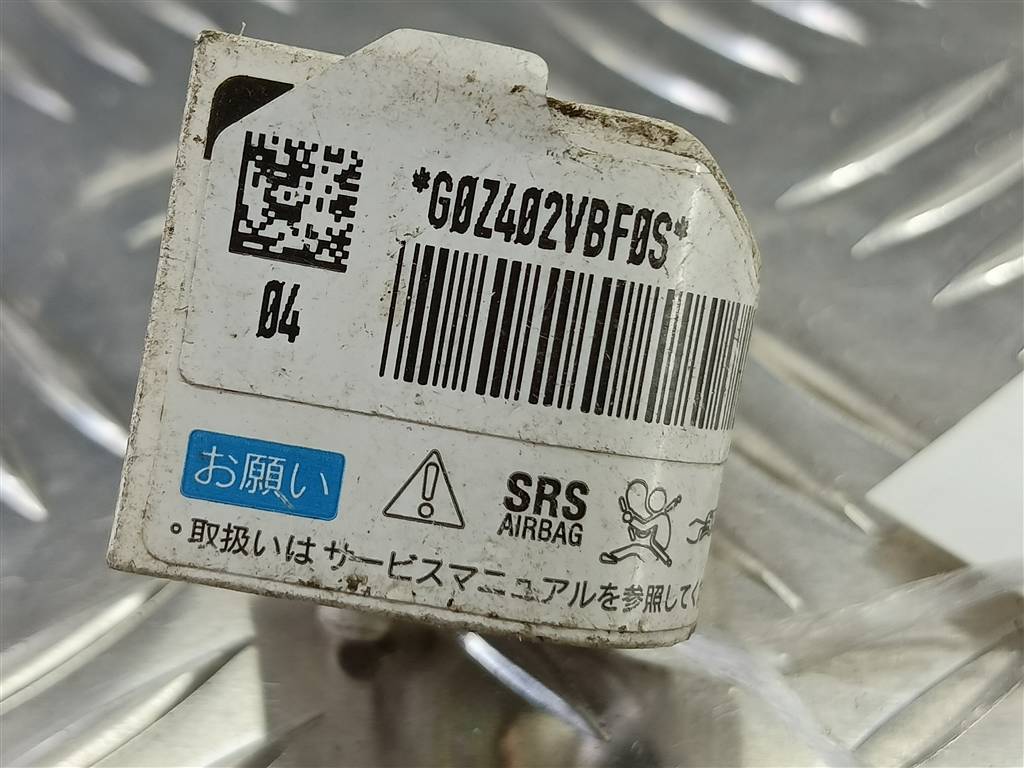 *G0Z402VBF0S*
04
お願い
SRS
AIRBAG
。取扱いはサービスマニュアルを参照してく